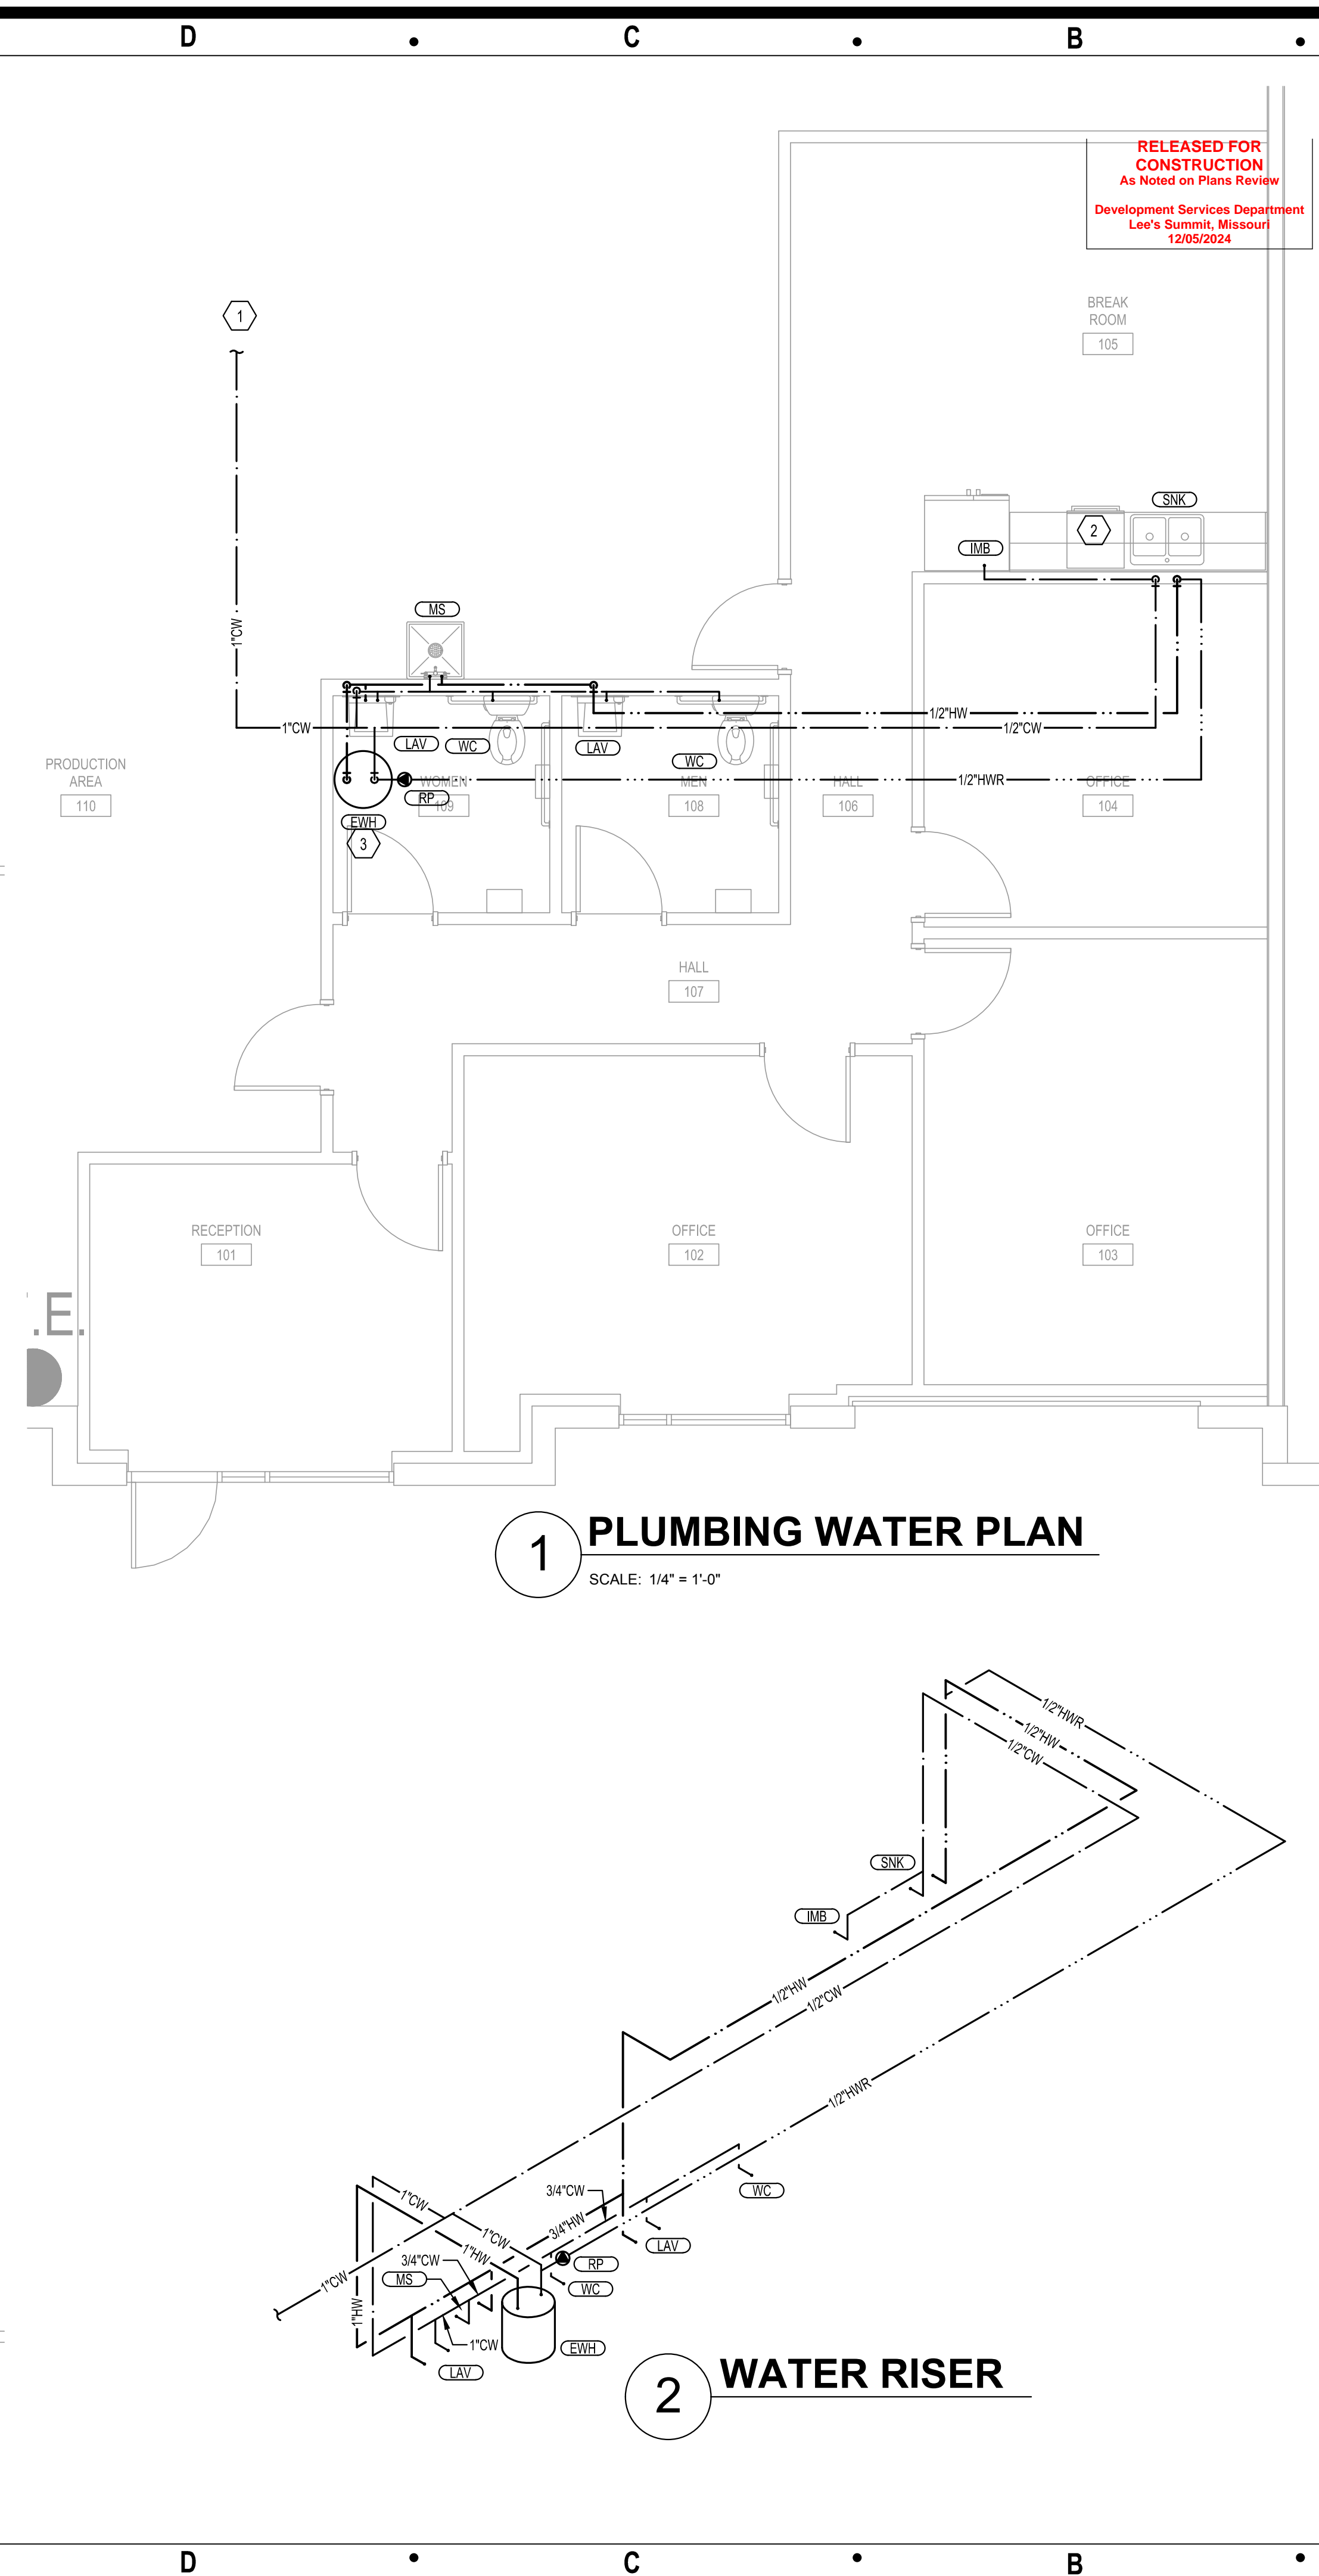 D
C
B
RELEASED FOR
CONSTRUCTION
As Noted on Plans Review
Development Services Department
Lee's Summit, Missouri
12/05/2024
1
BREAK
ROOM
105
SNK
2
IMB
MS
1"CW
1"CW
1/2"HW
1/2"CW
LAV
WC
LAV
WC
PRODUCTION
AREA
110
WOMEN
109
RP
MEN
108
HALL
106
1/2"HWR
OFFICE
104
EWH
3
HALL
107
RECEPTION
101
OFFICE
102
OFFICE
103
.E.
1
PLUMBING WATER PLAN
SCALE: 1/4" = 1'-0"
1/2"HWR
1/2"HW
1/2"CW
SNK
IMB
1/2"HW
1/2"CW
1/2"HWR
3/4"CW
WC
1"CW
3/4"HW
1"CW
LAV
1"HW
3/4"CW
RP
MS
WC
1"CW
1"HW
1"CW
EWH
LAV
2
WATER RISER
D
C
B